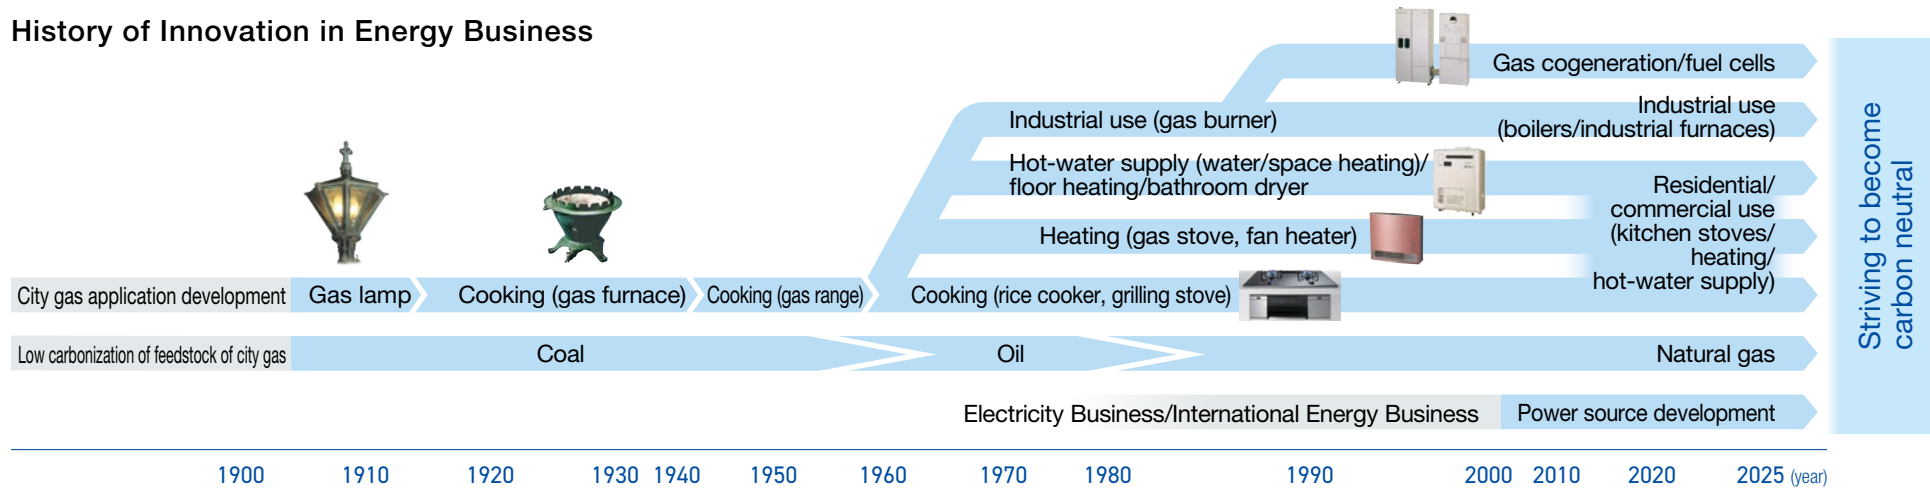 History of Innovation in Energy Business
Gas cogeneration/fuel cells
Industrial use (gas burner)
Industrial use
(boilers/industrial furnaces)
Hot-water supply (water/space heating)/
floor heating/bathroom dryer
Heating (gas stove, fan heater)
Residential/
commercial use
(kitchen stoves/
heating/
hot-water supply)
City gas application development
Gas lamp
Cooking (gas furnace)
Cooking (gas range)
Cooking (rice cooker, grilling stove)
Low carbonization of feedstock of city gas
Coal
Oil
Natural gas
Electricity Business/International Energy Business
Power source development
Striving to become
carbon neutral
1900 1910 1920 1930 1940 1950 1960 1970 1980 1990 2000 2010 2020 2025 (year)